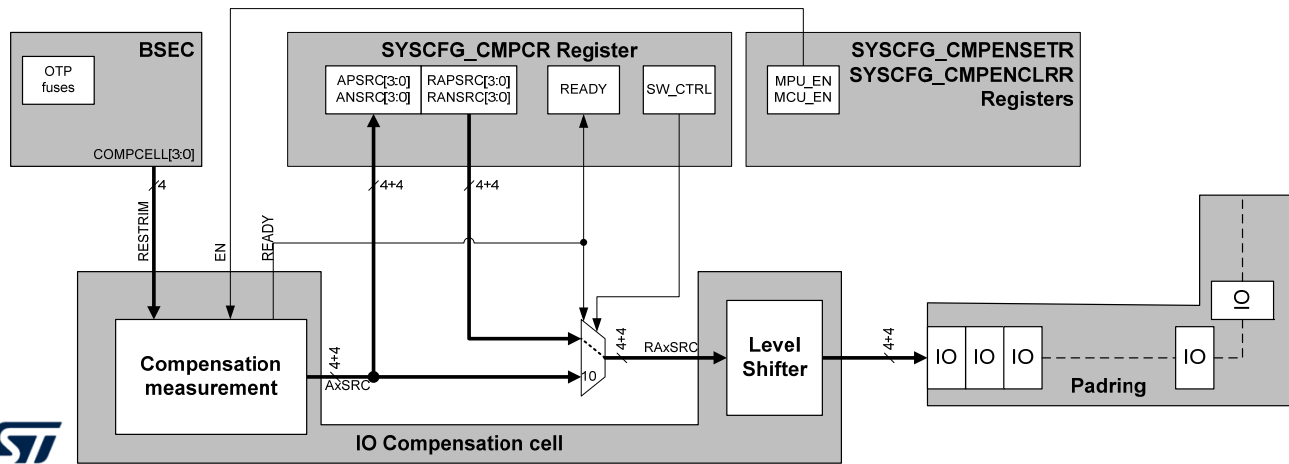 BSEC
OTP
fuses
COMPCELL[3:0]
SYSCFG_CMPCR Register
APSRC[3:0]
ANSRC[3:0]
RAPSRC[3:0]
RANSRC[3:0]
READY
SW_CTRL
SYSCFG_CMPENSETR
SYSCFG_CMPENCLRR
Registers
MPU_EN
MCU_EN
4
4+4
4+4
RESTRIM
EN
READY
Compensation
measurement
4+4
AxSRC
10
4+4
RAxSRC
Level
Shifter
4+4
IO
IO
IO
IO
IO
Padring
IO Compensation cell
ST